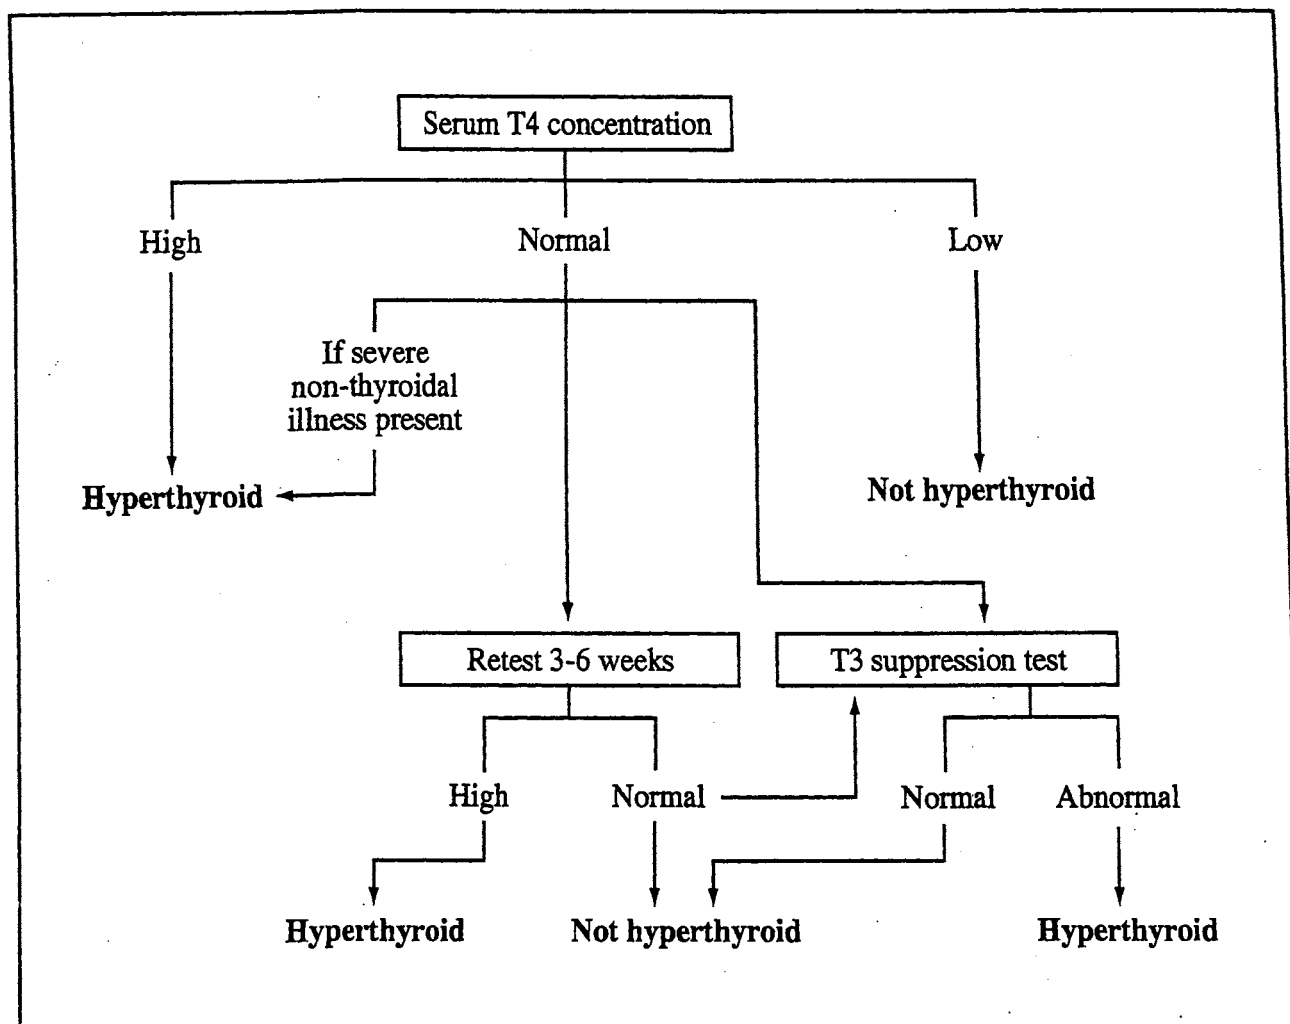 Serum T4 concentration
High
Normal
Low
If severe
non-thyroidal
illness present
Hyperthyroid
Not hyperthyroid
Retest 3-6 weeks
T3 suppression test
High
Normal
Normal
Abnormal
Hyperthyroid
Not hyperthyroid
Hyperthyroid